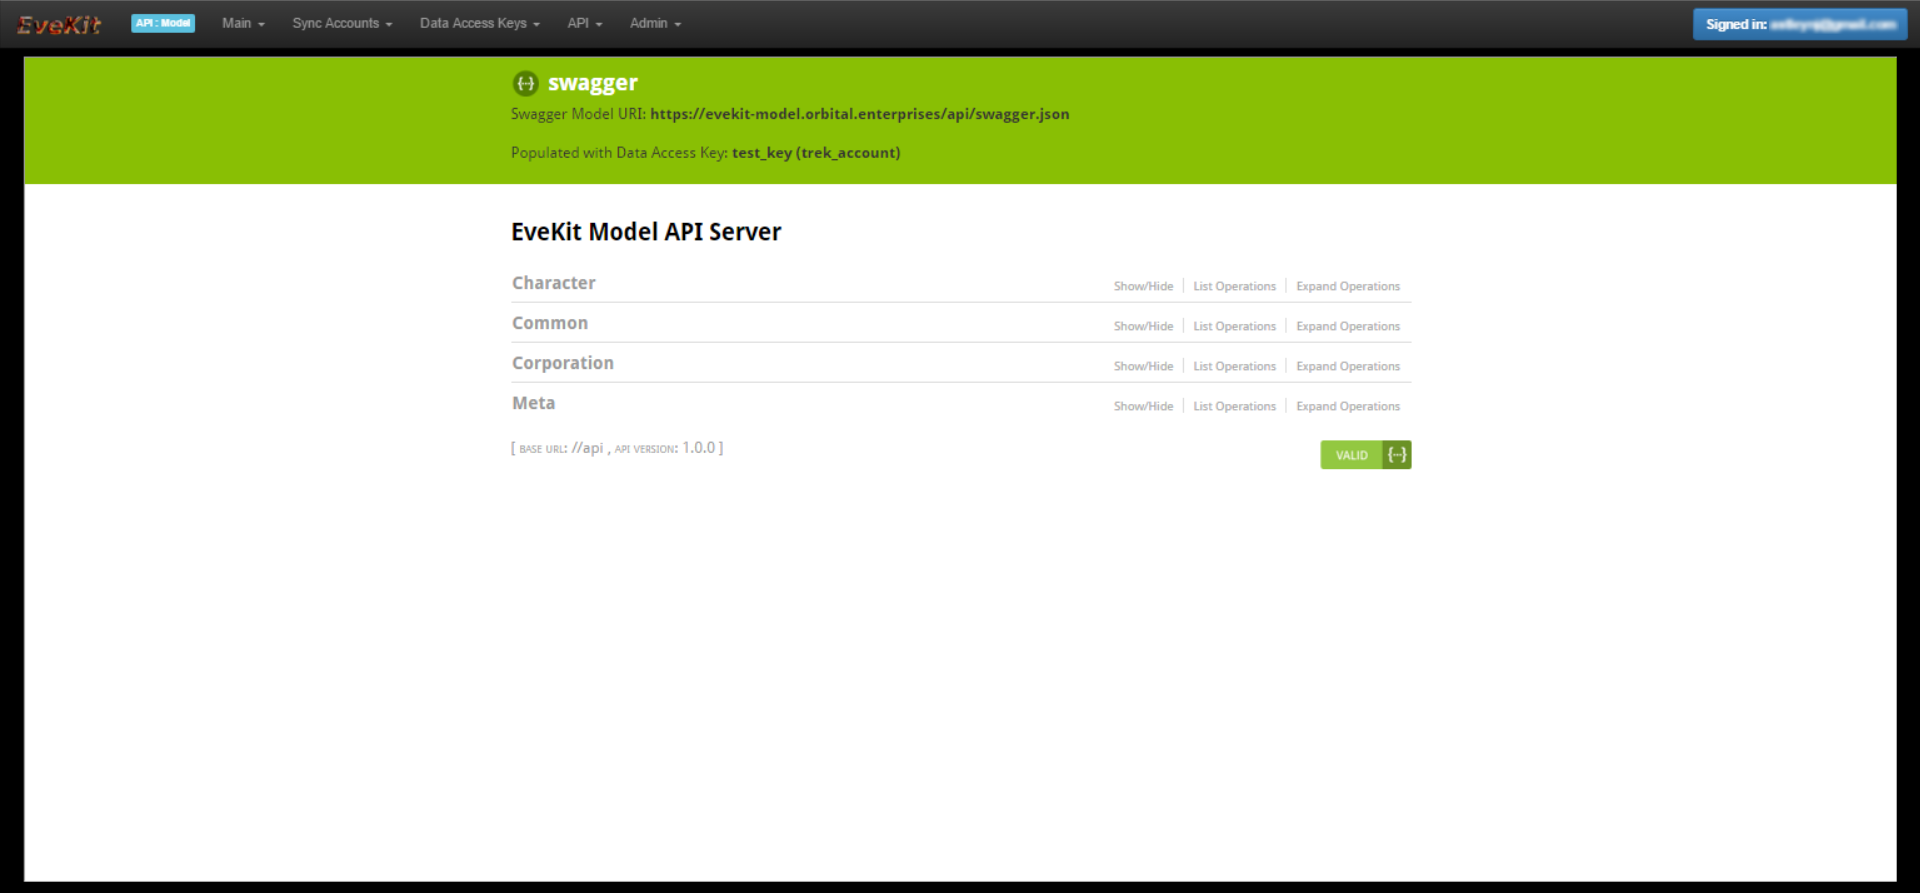 EveKit API : Model Main Sync Accounts Data Access Keys API Admin Signed in:
{···} swagger
Swagger Model URI: https://evekit-model.orbital.enterprises/api/swagger.json
Populated with Data Access Key: test_key (trek_account)
EveKit Model API Server
Character Show/Hide List Operations Expand Operations
Common Show/Hide List Operations Expand Operations
Corporation Show/Hide List Operations Expand Operations
Meta Show/Hide List Operations Expand Operations
[ BASE URL: //api , API VERSION: 1.0.0 ]
VALID {···}